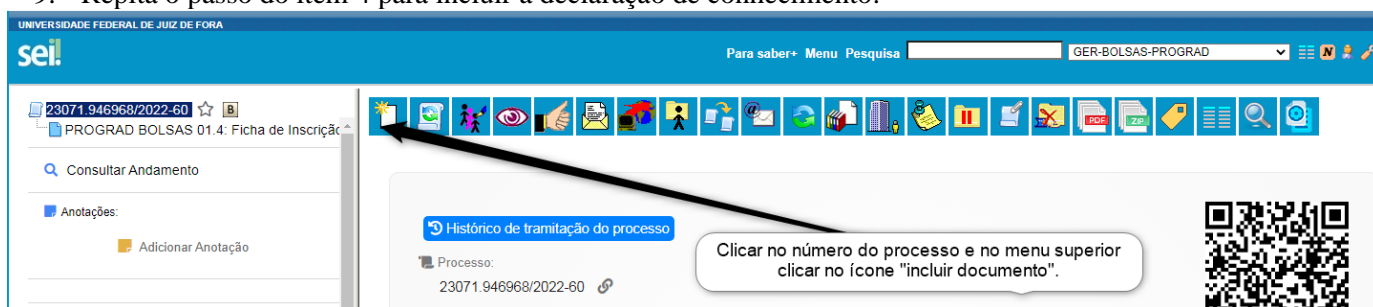 9. Repita o passo do item 4 para incluir a declaração de conhecimento.
UNIVERSIDADE FEDERAL DE JUIZ DE FORA
sei!
Para saber+ Menu Pesquisa
GER-BOLSAS-PROGRAD
N
23071.946968/2022-60
B
PROGRAD BOLSAS 01.4: Ficha de Inscrição
PDF
ZIP
Consultar Andamento
Anotações:
Adicionar Anotação
Histórico de tramitação do processo
Processo:
23071.946968/2022-60
Clicar no número do processo e no menu superior
clicar no ícone "incluir documento".